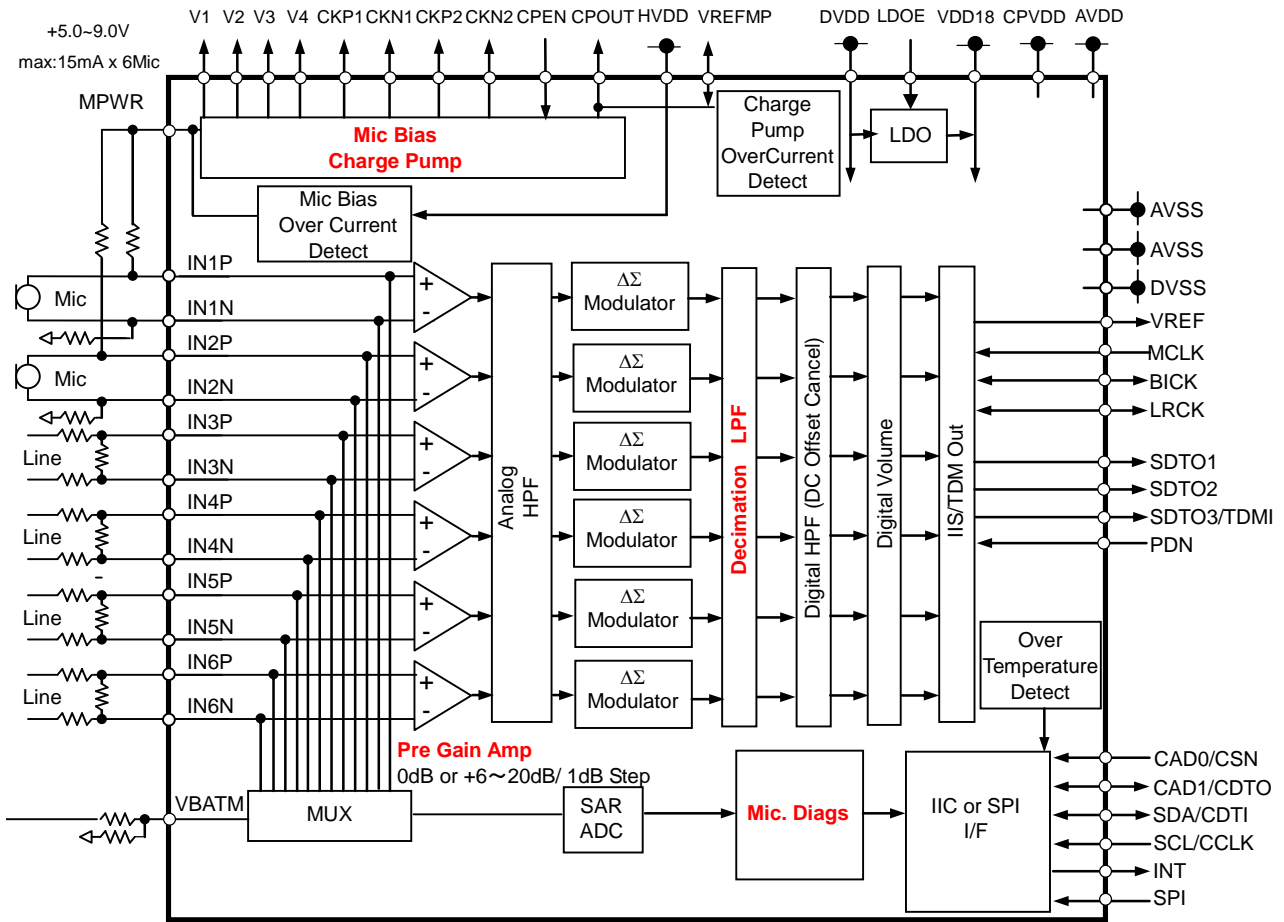 V1 V2 V3 V4 CKP1 CKN1 CKP2 CKN2 CPEN CPOUT HVDD VREFMP DVDD LDOE VDD18 CPVDD AVDD
+5.0~9.0V
max:15mA x 6Mic
MPWR
Mic Bias
Charge Pump
Charge
Pump
OverCurrent
Detect
LDO
Mic Bias
Over Current
Detect
AVSS
AVSS
DVSS
VREF
MCLK
BICK
LRCK
SDTO1
SDTO2
SDTO3/TDMI
PDN
IN1P
Mic
IN1N
IN2P
Mic
IN2N
IN3P
Line
IN3N
IN4P
Line
IN4N
-
IN5P
Line
IN5N
IN6P
Line
IN6N
+
-
+
-
+
-
+
-
+
-
+
-
Analog
HPF
ΔΣ
Modulator
ΔΣ
Modulator
ΔΣ
Modulator
ΔΣ
Modulator
ΔΣ
Modulator
ΔΣ
Modulator
Decimation LPF
Digital HPF (DC Offset Cancel)
Digital Volume
IIS/TDM Out
Over
Temperature
Detect
Pre Gain Amp
0dB or +6～20dB/ 1dB Step
VBATM
MUX
SAR
ADC
Mic. Diags
IIC or SPI
I/F
CAD0/CSN
CAD1/CDTO
SDA/CDTI
SCL/CCLK
INT
SPI